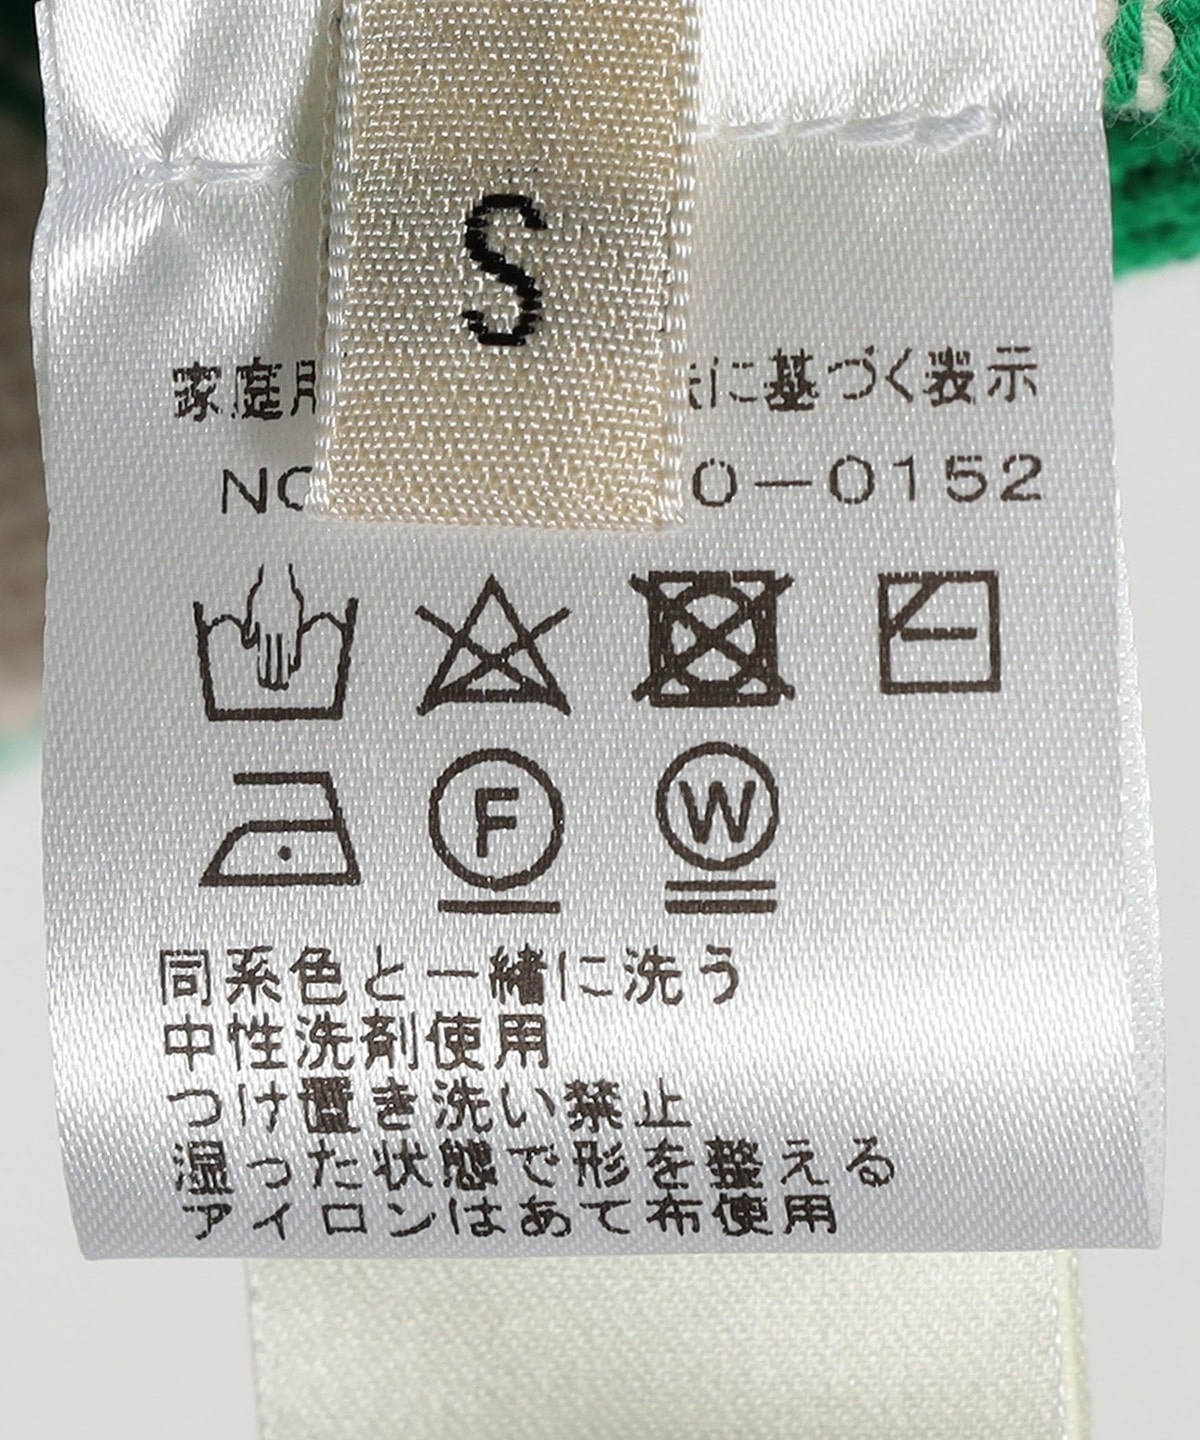 S
家庭用
に基づく表示
NO
0-0152
F
W
同系色と一緒に洗う
中性洗剤使用
つけ置き洗い禁止
湿った状態で形を整える
アイロンはあて布使用